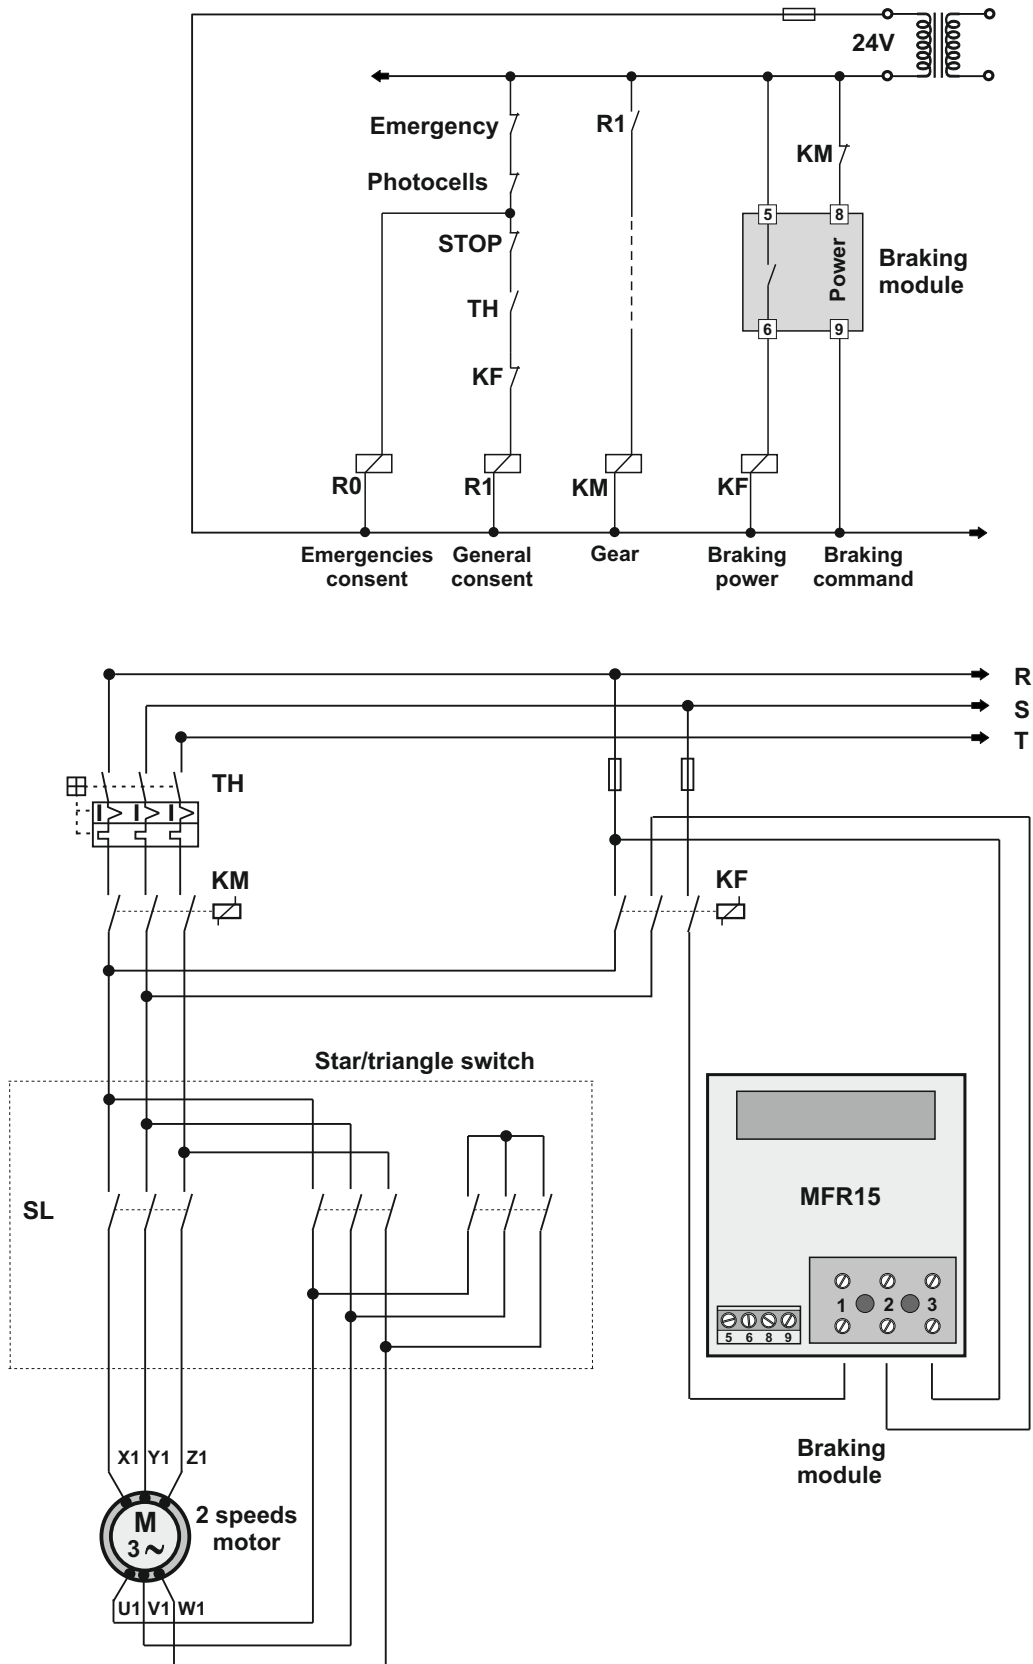 24V
Emergency
R1
KM
Photocells
5
8
STOP
Power
Braking
module
TH
6
9
KF
R0
R1
KM
KF
Emergencies
consent
General
consent
Gear
Braking
power
Braking
command
R
S
T
TH
KM
KF
Star/triangle switch
SL
MFR15
1
2
3
5 6 8 9
Braking
module
X1 Y1 Z1
M
3 ~
2 speeds
motor
U1 V1 W1